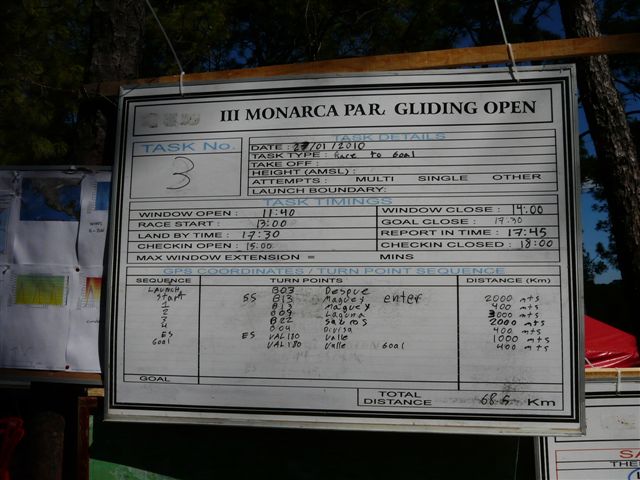 III MONARCA PAR GLIDING OPEN
TASK No.
3
TASK DETAILS
DATE : 27/01/2010
TASK TYPE : Race to Goal
TAKE OFF :
HEIGHT (AMSL) :
ATTEMPTS : MULTI SINGLE OTHER
LAUNCH BOUNDARY:
TASK TIMINGS
WINDOW OPEN : 11:40 WINDOW CLOSE : 14:00
RACE START : 13:00 GOAL CLOSE : 17:30
LAND BY TIME : 17:30 REPORT IN TIME : 17:45
CHECKIN OPEN : 15:00 CHECKIN CLOSED : 18:00
MAX WINDOW EXTENSION = MINS
GPS COORDINATES / TURN POINT SEQUENCE
SEQUENCE TURN POINTS DISTANCE (Km)
LAUNCH B03 Despue
Start SS B13 Maguey enter 2000 mts
1 B13 Maguey 400 mts
2 Laguna 3000 mts
3 B22 2000 mts
4 Diviso 400 mts
ES ES VAL180 Valle 1000 mts
Goal VAL180 Valle Goal 400 mts
GOAL
TOTAL DISTANCE 68.5 Km